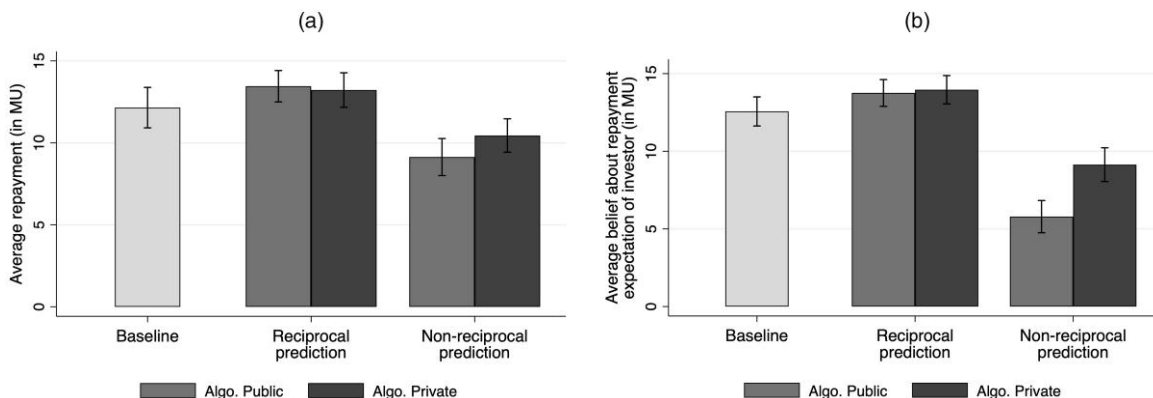 (a)
Average repayment (in MU)
15
10
5
0
Baseline
Reciprocal
prediction
Non-reciprocal
prediction
Algo. Public
Algo. Private
(b)
Average belief about repayment
expectation of investor (in MU)
15
10
5
0
Baseline
Reciprocal
prediction
Non-reciprocal
prediction
Algo. Public
Algo. Private